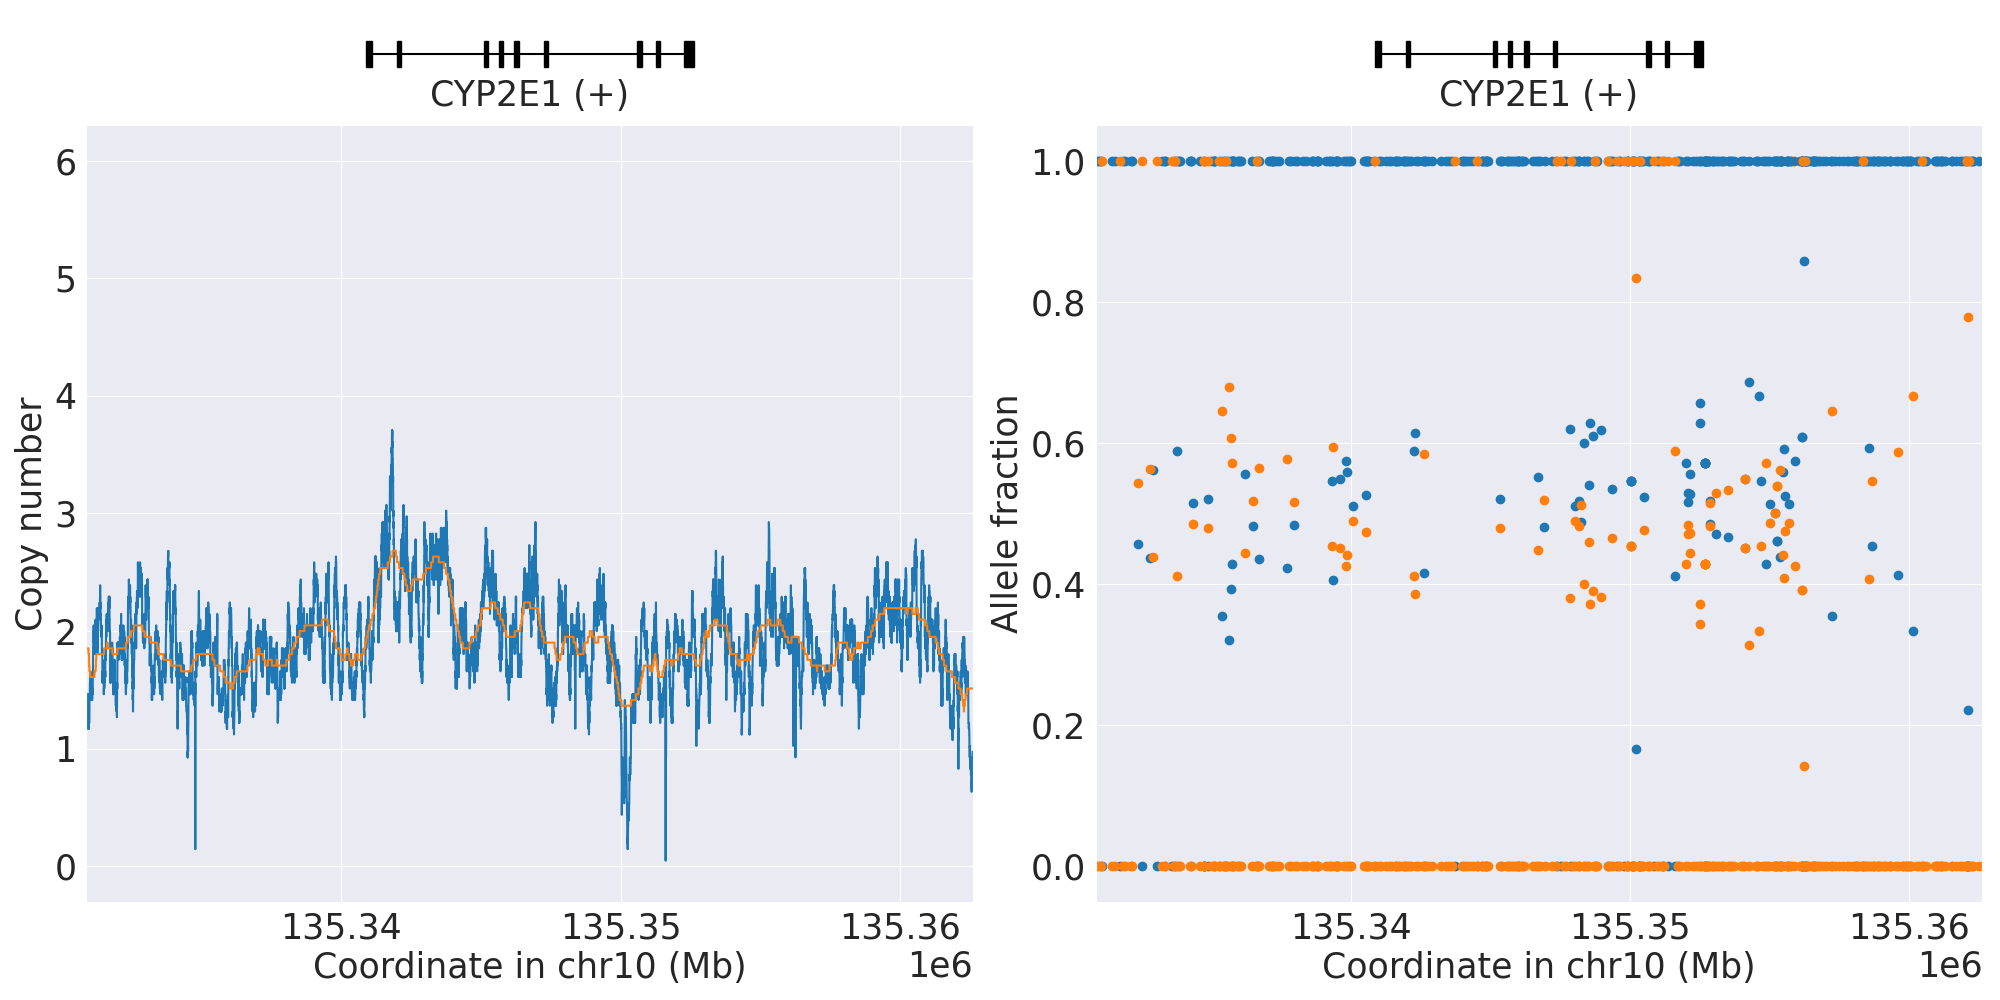 CYP2E1 (+)
6
5
4
3
2
1
0
Copy number
135.34 135.35 135.36
Coordinate in chr10 (Mb)
1e6
CYP2E1 (+)
1.0
0.8
0.6
0.4
0.2
0.0
Allele fraction
135.34 135.35 135.36
Coordinate in chr10 (Mb)
1e6